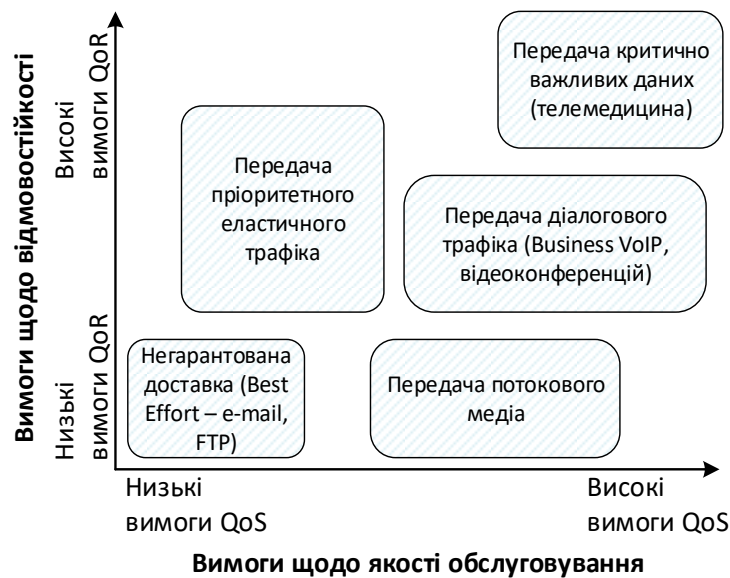 Вимоги щодо відмовостійкості
Високі
вимоги QoR
Низькі
вимоги QoR
Передача критично
важливих даних
(телемедицина)
Передача
пріоритетного
еластичного
трафіка
Передача діалогового
трафіка (Business VoIP,
відеоконференцій)
Негарантована
доставка (Best
Effort – e-mail,
FTP)
Передача потокового
медіа
Низькі
вимоги QoS
Високі
вимоги QoS
Вимоги щодо якості обслуговування